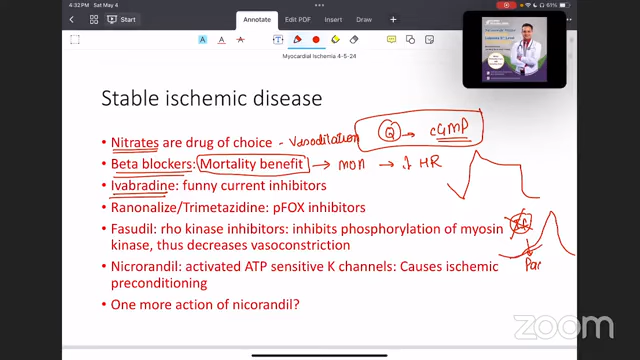 4:32 PM Sat May 4
61%
Start
Annotate
Edit Text
Insert
Draw
Myocardial Ischemia 4-5-24
Stable ischemic disease
• Nitrates are drug of choice - Vasodilation Q → cGMP
• Beta blockers: Mortality benefit → MOA → ↓ HR
• Ivabradine: funny current inhibitors
• Ranonalize/Trimetazidine: pFOX inhibitors
• Fasudil: rho kinase inhibitors: inhibits phosphorylation of myosin
kinase, thus decreases vasoconstriction
• Nicrorandil: activated ATP sensitive K channels: Causes ischemic
preconditioning
• One more action of nicorandil?
zoom